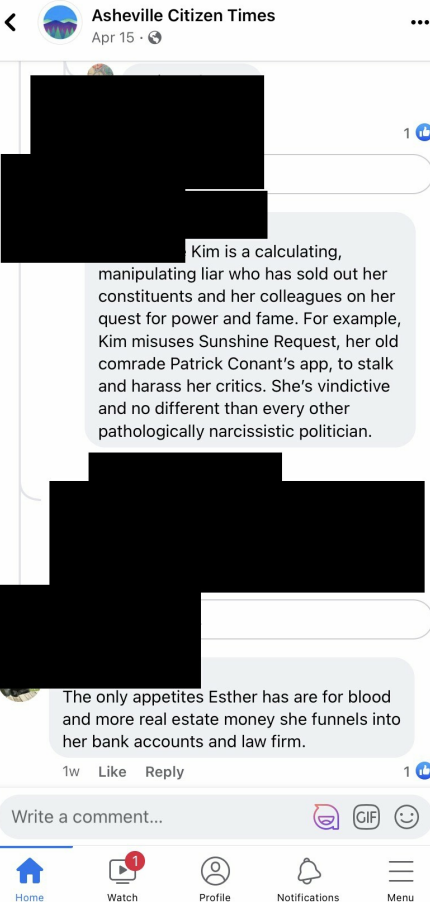 Asheville Citizen Times
Apr 15 ·
1
Kim is a calculating,
manipulating liar who has sold out her
constituents and her colleagues on her
quest for power and fame. For example,
Kim misuses Sunshine Request, her old
comrade Patrick Conant's app, to stalk
and harass her critics. She's vindictive
and no different than every other
pathologically narcissistic politician.
The only appetites Esther has are for blood
and more real estate money she funnels into
her bank accounts and law firm.
1w Like Reply 1
Write a comment... GIF
1
Home Watch Profile Notifications Menu